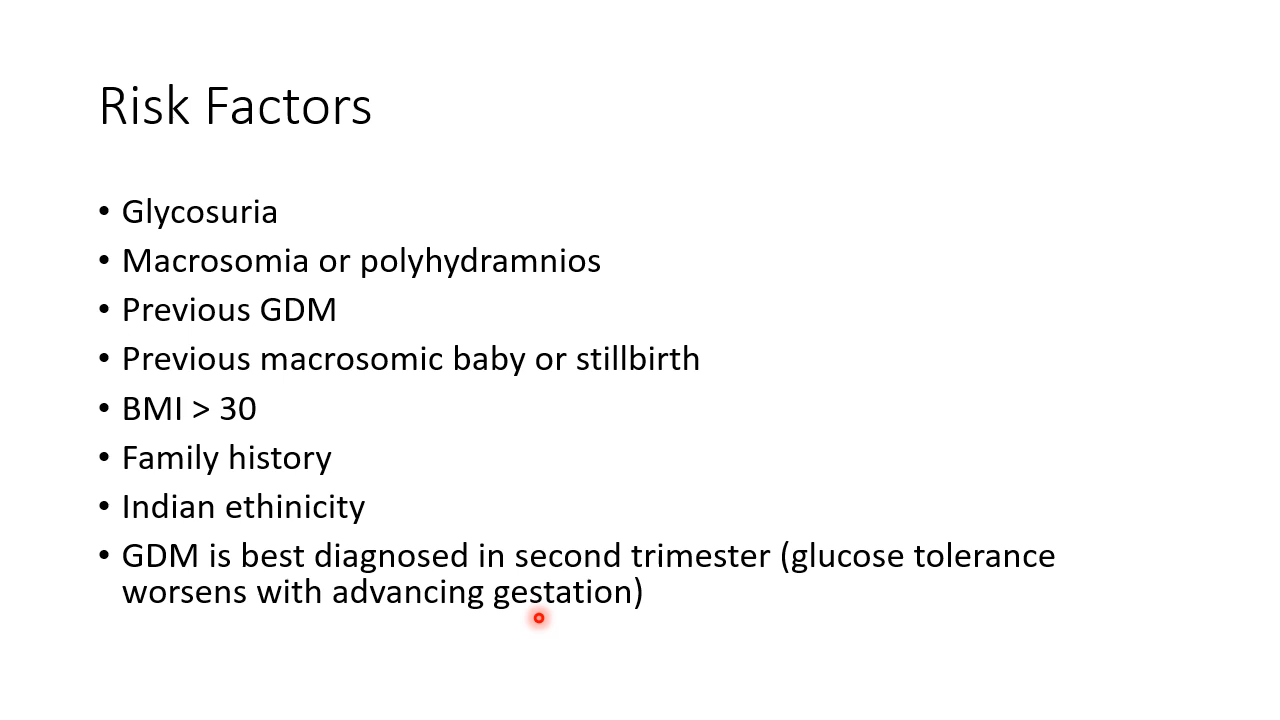 Risk Factors
• Glycosuria
• Macrosomia or polyhydramnios
• Previous GDM
• Previous macrosomic baby or stillbirth
• BMI > 30
• Family history
• Indian ethinicity
• GDM is best diagnosed in second trimester (glucose tolerance
worsens with advancing gestation)